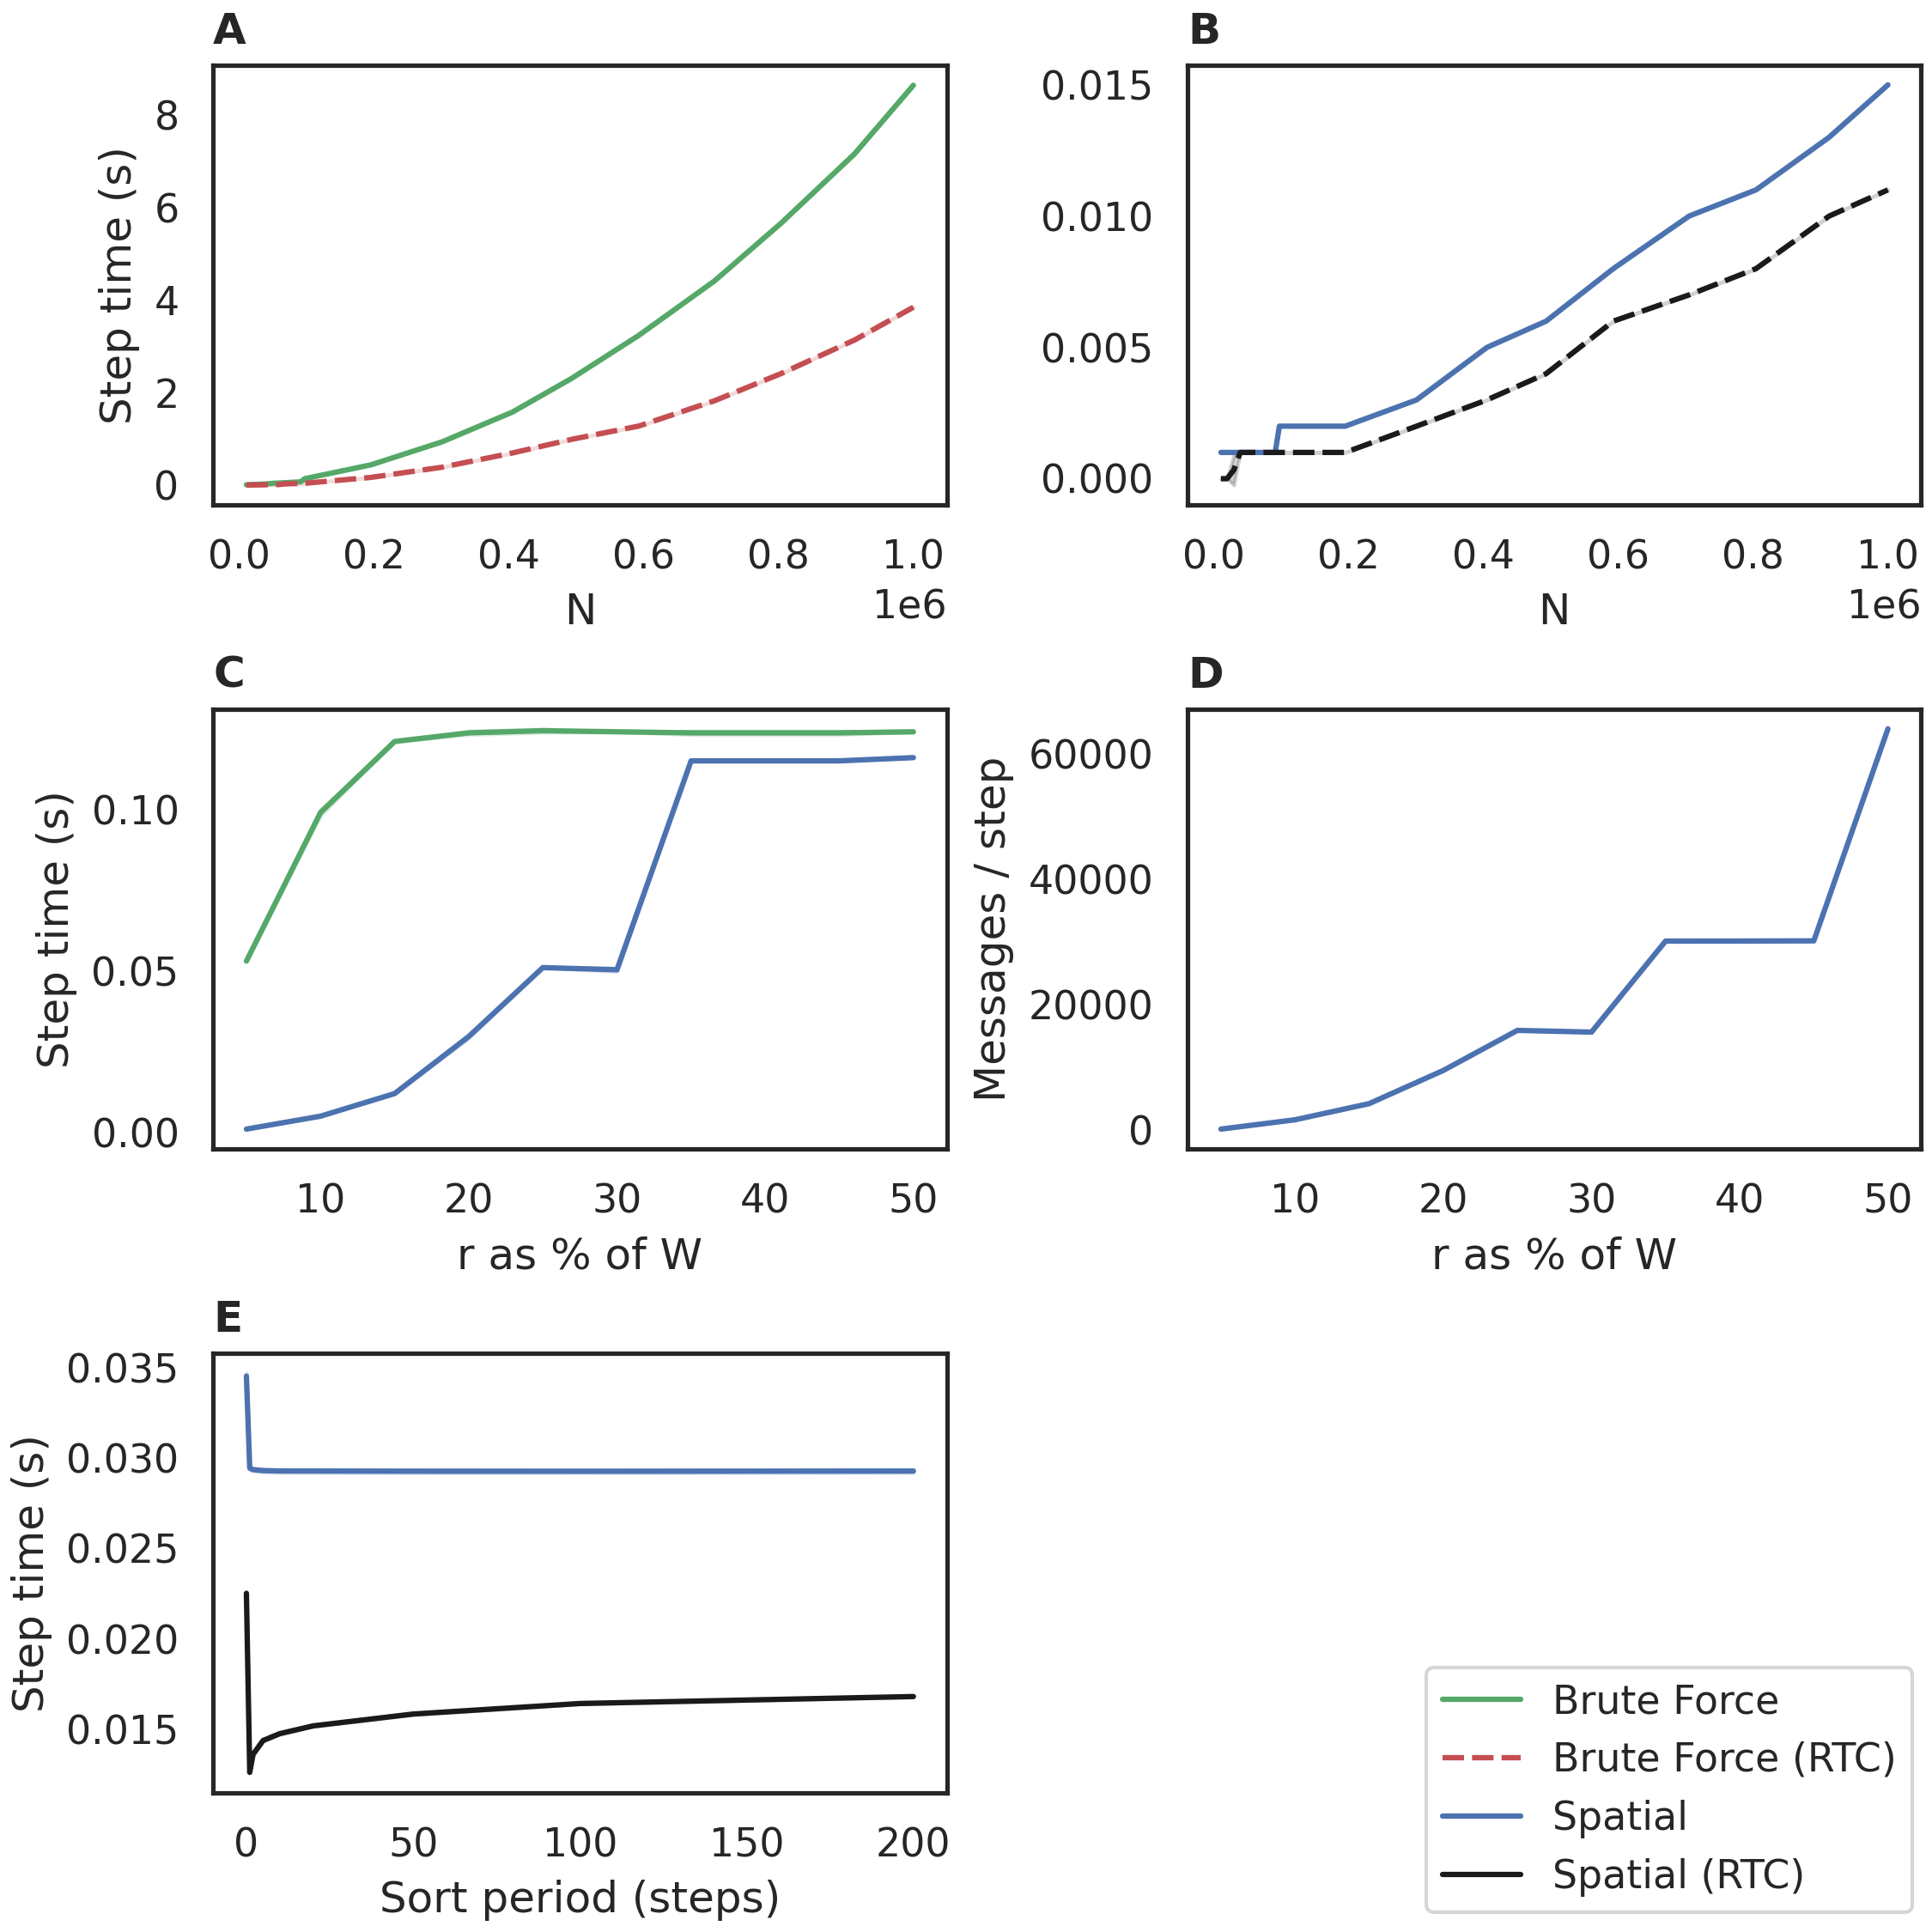 A
8
6
4
2
0
Step time (s)
0.0 0.2 0.4 0.6 0.8 1.0
1e6
N
B
0.015
0.010
0.005
0.000
0.0 0.2 0.4 0.6 0.8 1.0
1e6
N
C
0.10
0.05
0.00
Step time (s)
10 20 30 40 50
r as % of W
D
60000
40000
20000
0
Messages / step
10 20 30 40 50
r as % of W
E
0.035
0.030
0.025
0.020
0.015
Step time (s)
0 50 100 150 200
Sort period (steps)
Brute Force
Brute Force (RTC)
Spatial
Spatial (RTC)